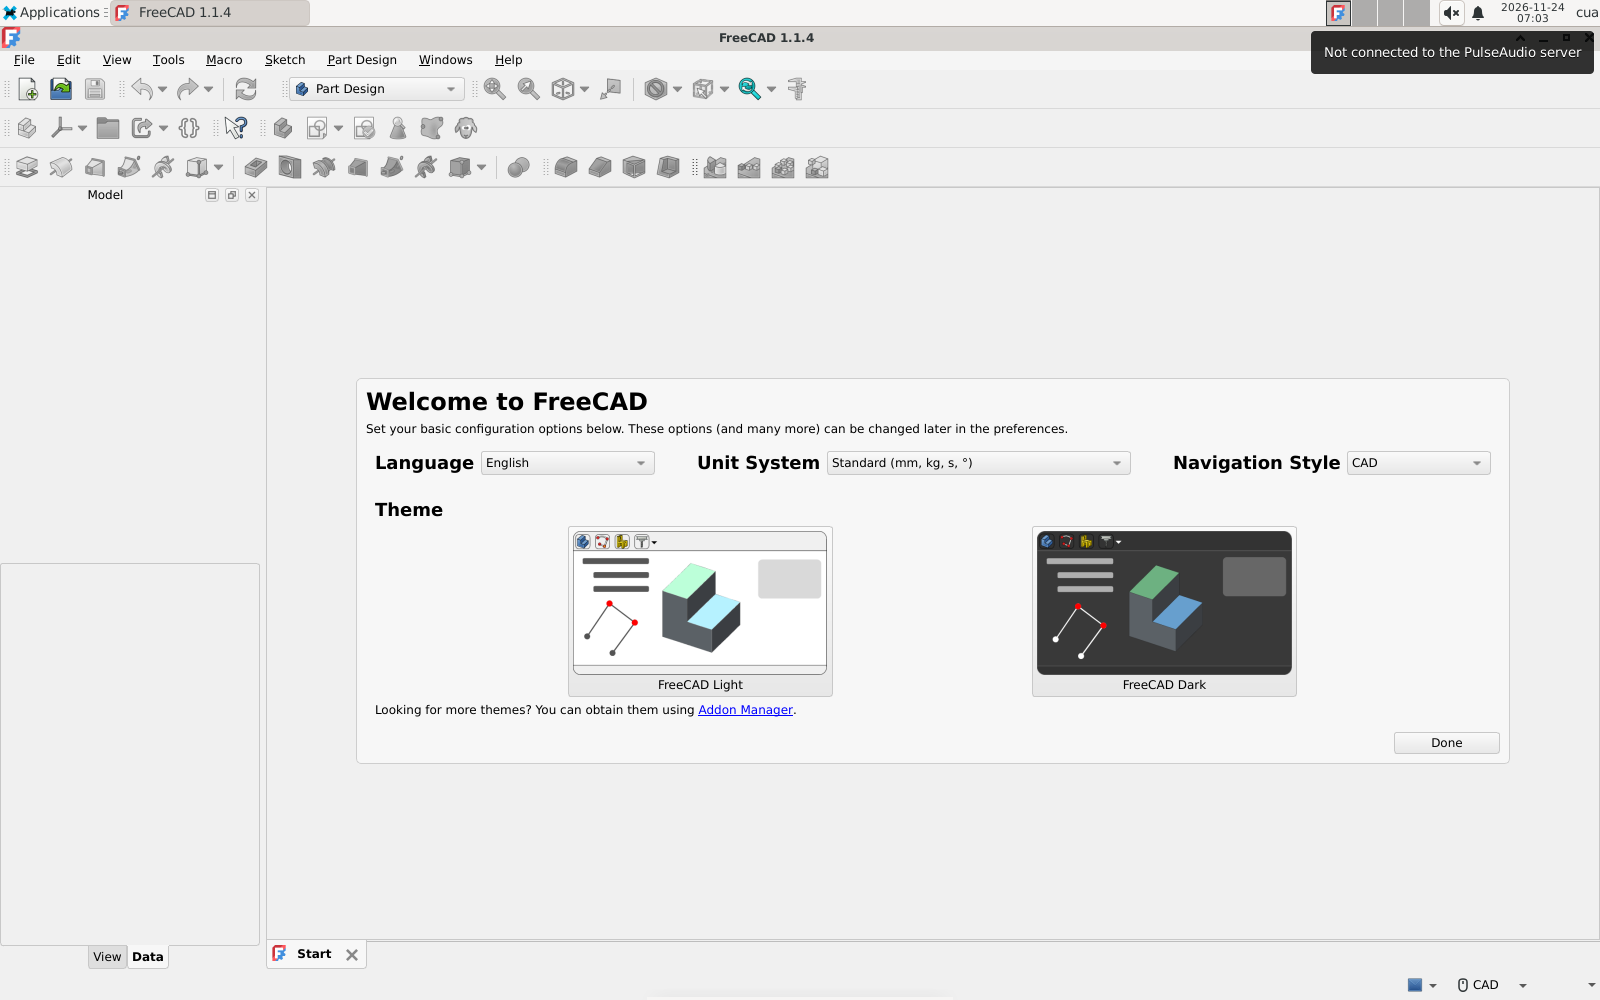 Applications
FreeCAD 1.1.4
2026-11-24
07:03
cua
FreeCAD 1.1.4
Not connected to the PulseAudio server
File Edit View Tools Macro Sketch Part Design Windows Help
Part Design
Model
Welcome to FreeCAD
Set your basic configuration options below. These options (and many more) can be changed later in the preferences.
Language English Unit System Standard (mm, kg, s, °) Navigation Style CAD
Theme
FreeCAD Light FreeCAD Dark
Looking for more themes? You can obtain them using Addon Manager.
Done
View Data
Start
CAD